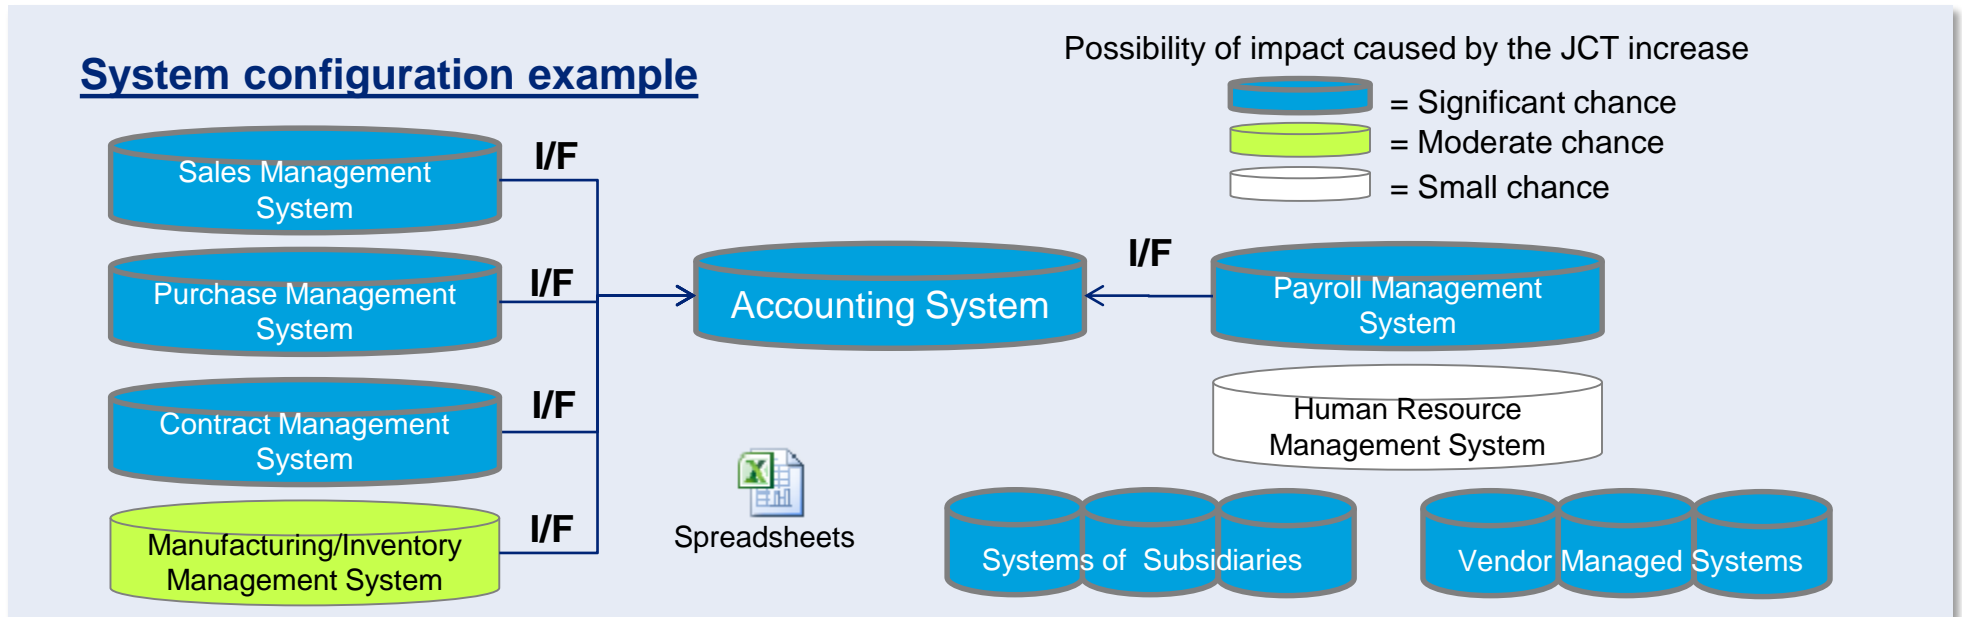 System configuration example
Possibility of impact caused by the JCT increase
= Significant chance
= Moderate chance
= Small chance
Sales Management
System
I/F
Purchase Management
System
I/F
Contract Management
System
I/F
Manufacturing/Inventory
Management System
I/F
Accounting System
I/F
Payroll Management
System
Human Resource
Management System
Spreadsheets
Systems of Subsidiaries
Vendor Managed Systems